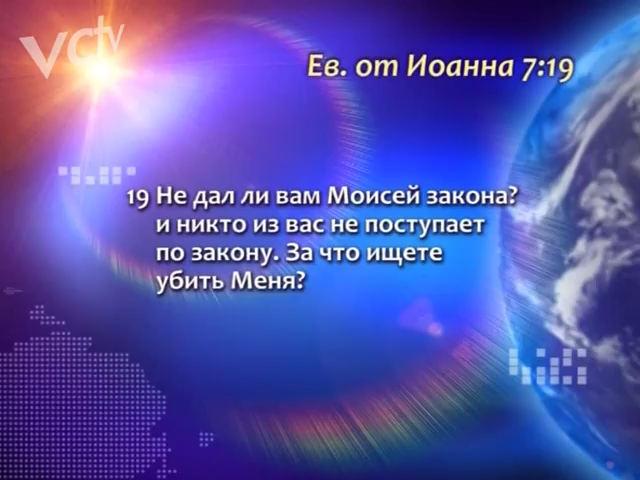 vctv
Ев. от Иоанна 7:19
19 Не дал ли вам Моисей закона?
и никто из вас не поступает
по закону. За что ищете
убить Меня?